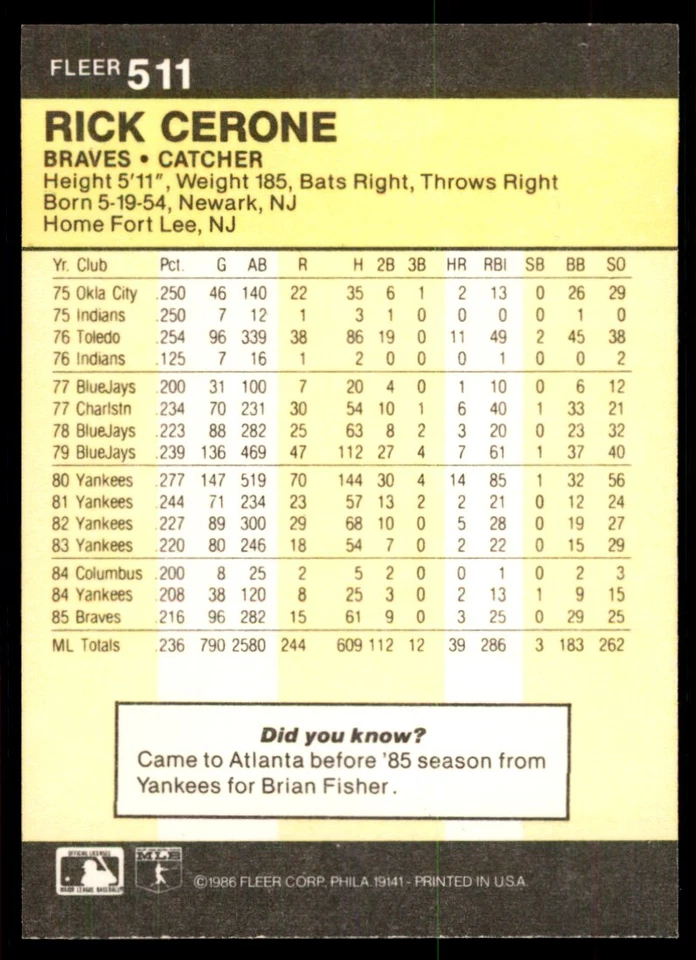 FLEER 511
RICK CERONE
BRAVES • CATCHER
Height 5'11", Weight 185, Bats Right, Throws Right
Born 5-19-54, Newark, NJ
Home Fort Lee, NJ
Yr. Club Pct. G AB R H 2B 3B HR RBI SB BB SO
75 Okla City .250 46 140 22 35 6 1 2 13 0 26 29
75 Indians .250 7 12 1 3 1 0 0 0 0 1 0
76 Toledo .254 96 339 38 86 19 0 11 49 2 45 38
76 Indians .125 7 16 1 2 0 0 0 1 0 0 2
77 BlueJays .200 31 100 7 20 4 0 1 10 0 6 12
77 Charlstn .234 70 231 30 54 10 1 6 40 1 33 21
78 BlueJays .223 88 282 25 63 8 2 3 20 0 23 32
79 BlueJays .239 136 469 47 112 27 4 7 61 1 37 40
80 Yankees .277 147 519 70 144 30 4 14 85 1 32 56
81 Yankees .244 71 234 23 57 13 2 2 21 0 12 24
82 Yankees .227 89 300 29 68 10 0 5 28 0 19 27
83 Yankees .220 80 246 18 54 7 0 2 22 0 15 29
84 Columbus .200 8 25 2 5 2 0 0 1 0 2 3
84 Yankees .208 38 120 8 25 3 0 2 13 1 9 15
85 Braves .216 96 282 15 61 9 0 3 25 0 29 25
ML Totals .236 790 2580 244 609 112 12 39 286 3 183 262
Did you know?
Came to Atlanta before '85 season from
Yankees for Brian Fisher.
OFFICIAL LICENSEE
MAJOR LEAGUE BASEBALL
MLB
©1986 FLEER CORP. PHILA. 19141 - PRINTED IN U.S.A.